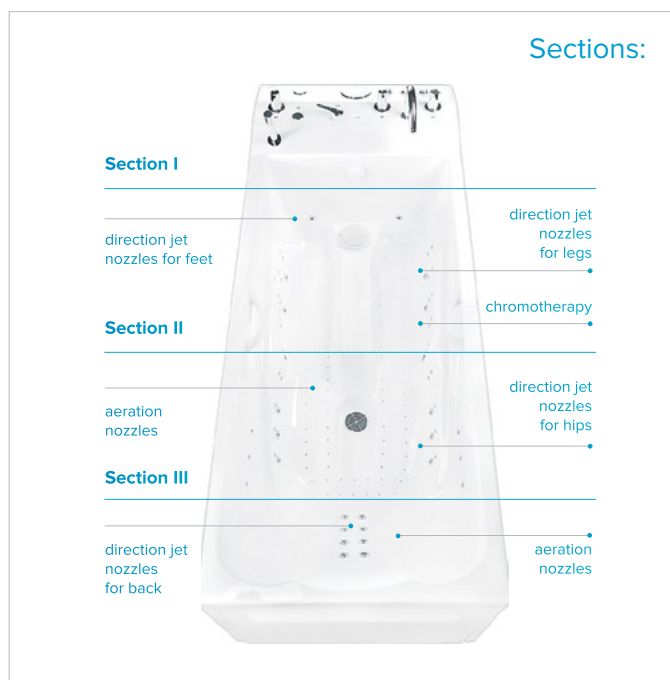 Sections:
Section I
direction jet
nozzles for feet
direction jet
nozzles
for legs
chromotherapy
Section II
aeration
nozzles
direction jet
nozzles
for hips
Section III
direction jet
nozzles
for back
aeration
nozzles